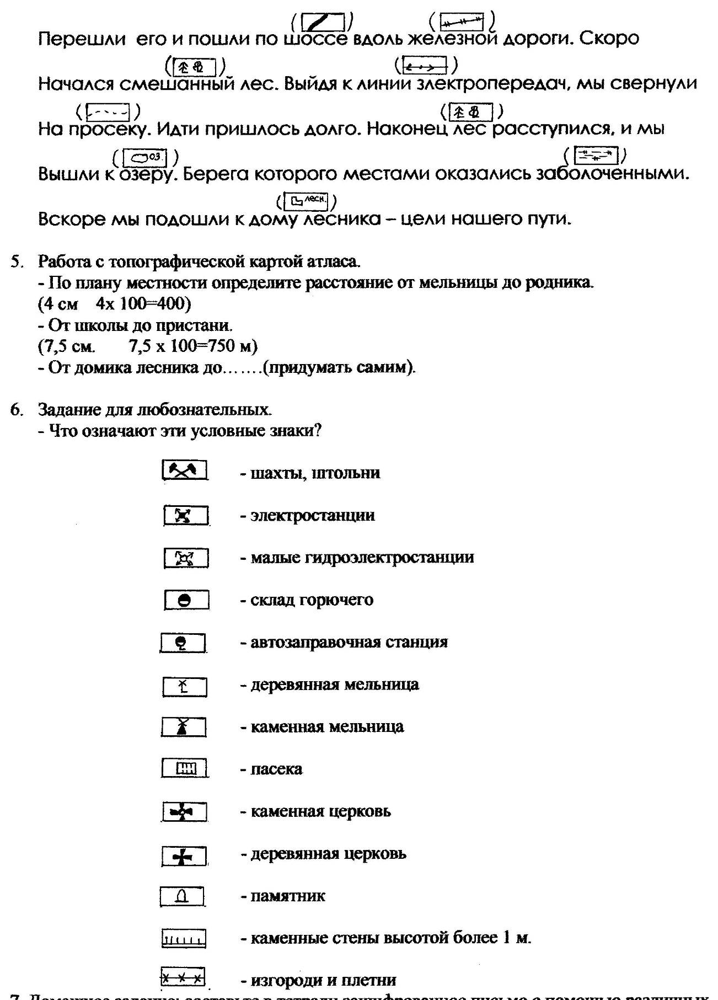 Перешли его и пошли по шоссе вдоль железной дороги. Скоро
Начался смешанный лес. Выйдя к линии злектропередач, мы свернули
На просеку. Идти пришлось долго. Наконец лес расступился, и мы
оз.
Вышли к озеру. Берега которого местами оказались заболоченными.
лесн.
Вскоре мы подошли к дому лесника – цели нашего пути.
5. Работа с топографической картой атласа.
- По плану местности определите расстояние от мельницы до родника.
(4 см 4х 100=400)
- От школы до пристани.
(7,5 см. 7,5 х 100=750 м)
- От домика лесника до…….(придумать самим).
6. Задание для любознательных.
- Что означают эти условные знаки?
- шахты, штольни
- электростанции
- малые гидроэлектростанции
- склад горючего
- автозаправочная станция
- деревянная мельница
- каменная мельница
- пасека
- каменная церковь
- деревянная церковь
- памятник
- каменные стены высотой более 1 м.
- изгороди и плетни
7. Домашнее задание: составьте в тетради зашифрованное письмо с помощью различных